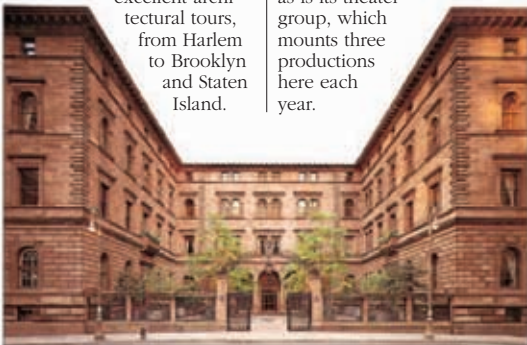 excellent archi-
tectural tours,
from Harlem
to Brooklyn
and Staten
Island.
as is its theater
group, which
mounts three
productions
here each
year.